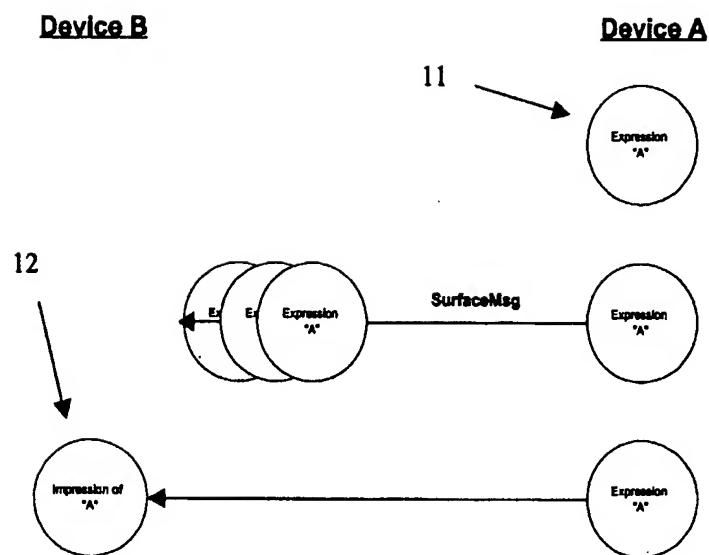 Device B
Device A
11
Expression
"A"
12
Ex
Ex
Expression
"A"
SurfaceMsg
Expression
"A"
Impression of
"A"
Expression
"A"